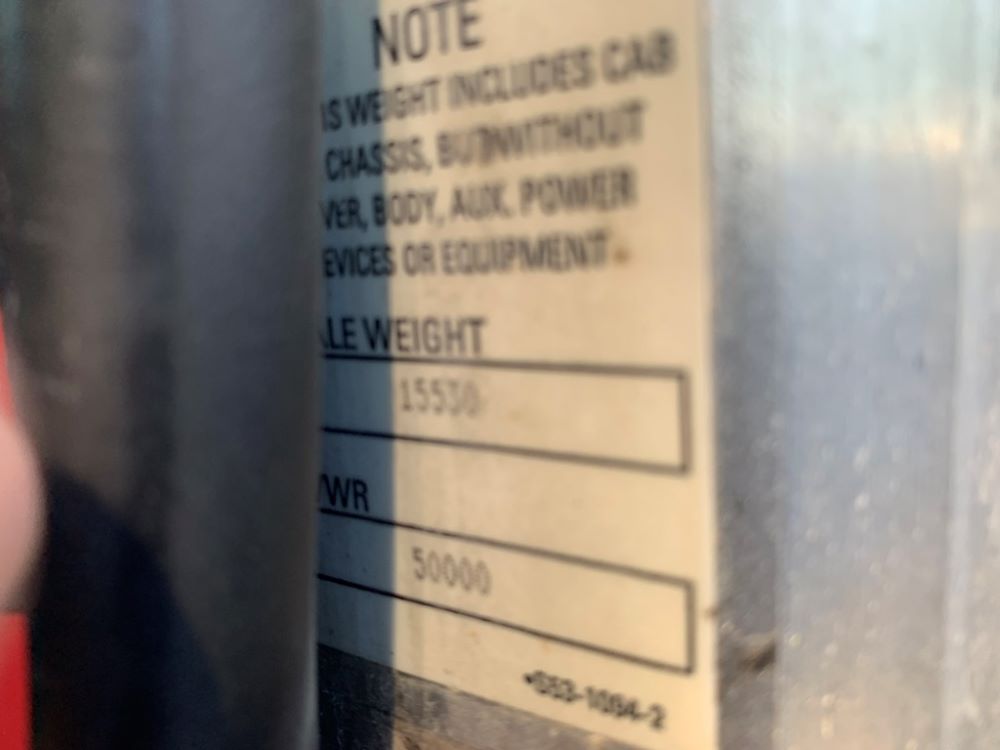 NOTE
IS WEIGHT INCLUDES CAB
CHASSIS, BUT WITHOUT
VER, BODY, AUX. POWER
EVICES OR EQUIPMENT.
LE WEIGHT
15530
VWR
50000